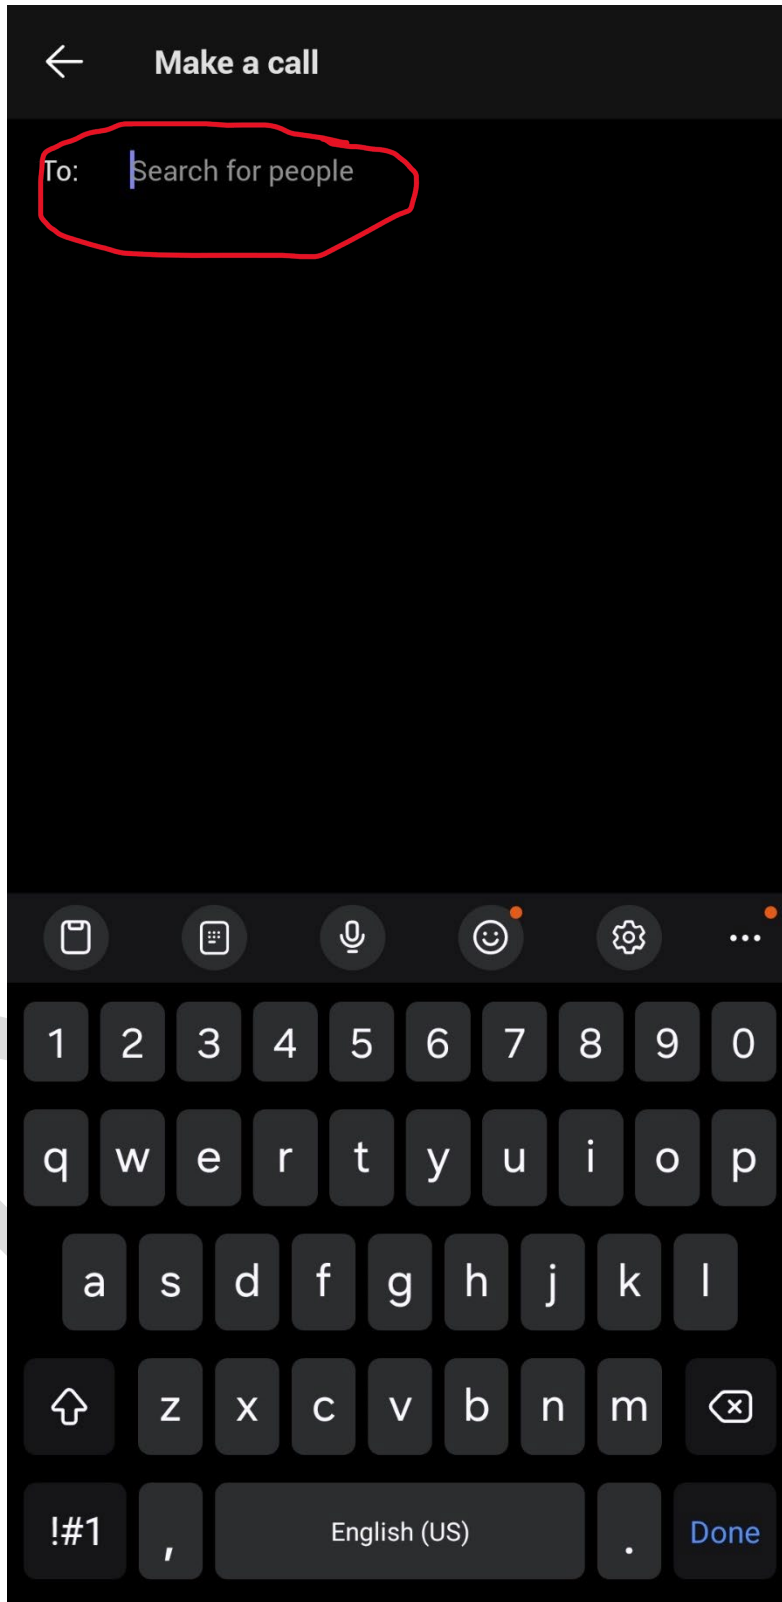 Make a call
To: Search for people
1 2 3 4 5 6 7 8 9 0
q w e r t y u i o p
a s d f g h j k l
z x c v b n m
!#1 , English (US) . Done